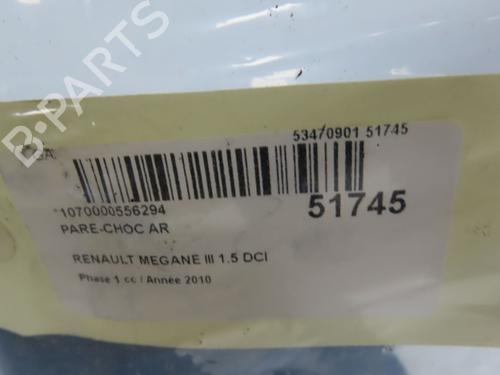 B-PARTS
53470901 51745
*1070000556294
51745
PARE-CHOC AR
RENAULT MEGANE III 1.5 DCI
Phase 1 cc / Année 2010